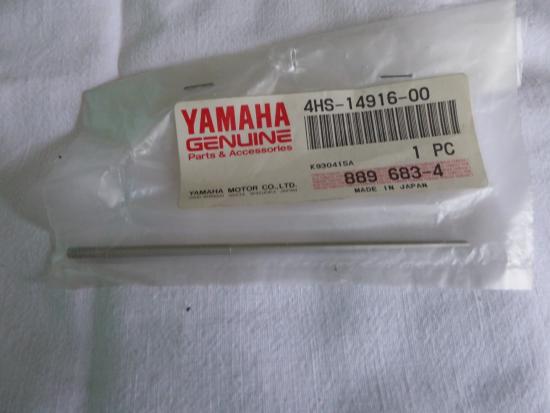 4HS-14916-00
YAMAHA
GENUINE
Parts & Accessories
K930415A
1 PC
YAMAHA MOTOR CO.,LTD.
889 683-4
MADE IN JAPAN